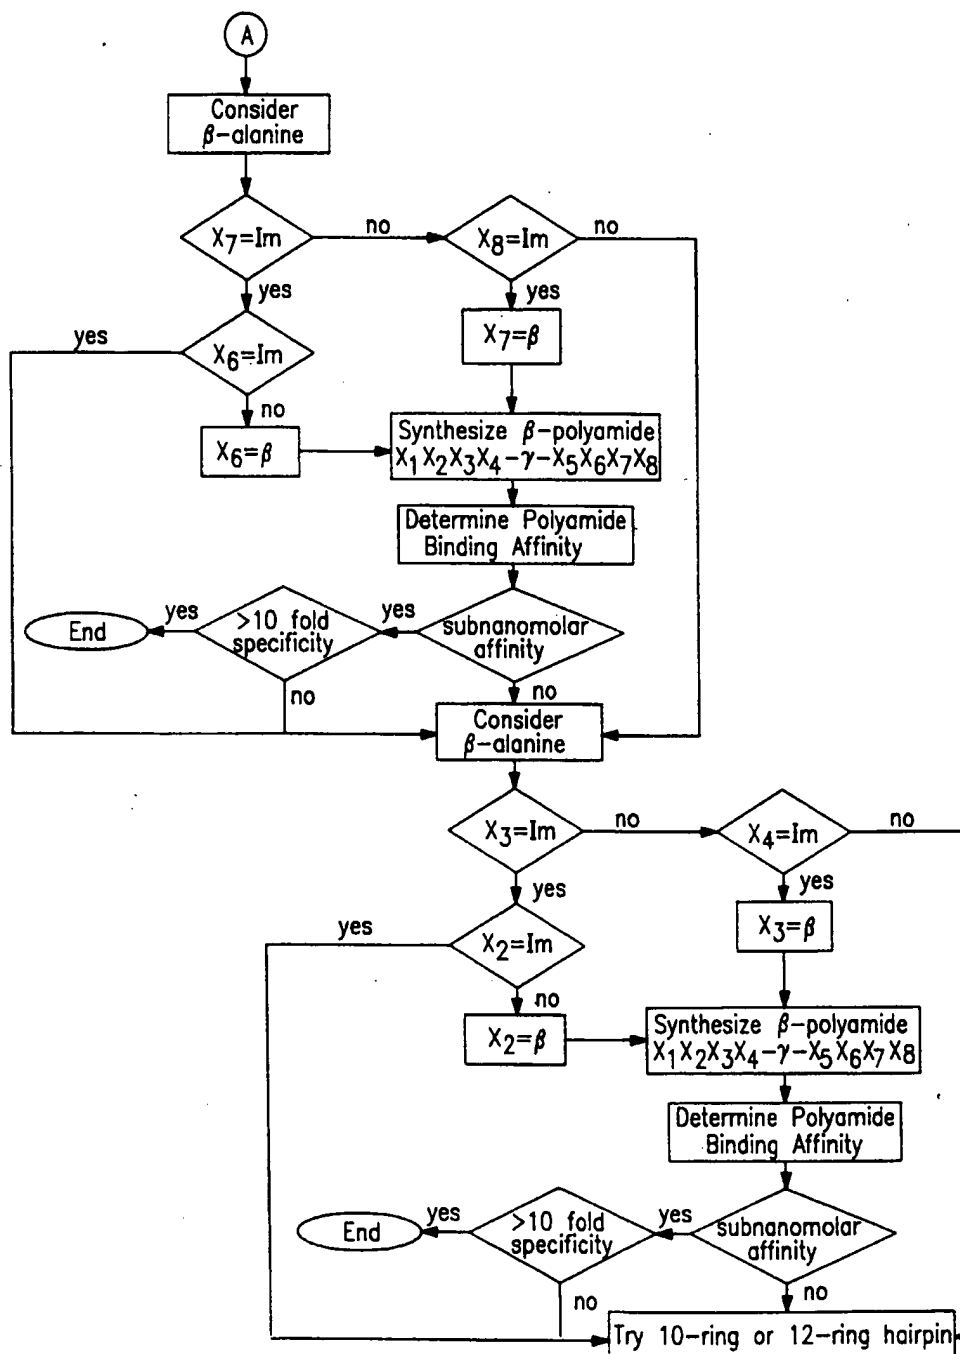 A
Consider
β-alanine
X7=Im
no
X8=Im
no
yes
yes
yes
X6=Im
X7=β
no
X6=β
Synthesize β-polyamide
X1X2X3X4-γ-X5X6X7X8
Determine Polyamide
Binding Affinity
End
yes
>10 fold
specificity
yes
subnanomolar
affinity
no
no
Consider
β-alanine
X3=Im
no
X4=Im
no
yes
yes
yes
X2=Im
X3=β
no
X2=β
Synthesize β-polyamide
X1X2X3X4-γ-X5X6X7X8
Determine Polyamide
Binding Affinity
End
yes
>10 fold
specificity
yes
subnanomolar
affinity
no
no
Try 10-ring or 12-ring hairpin